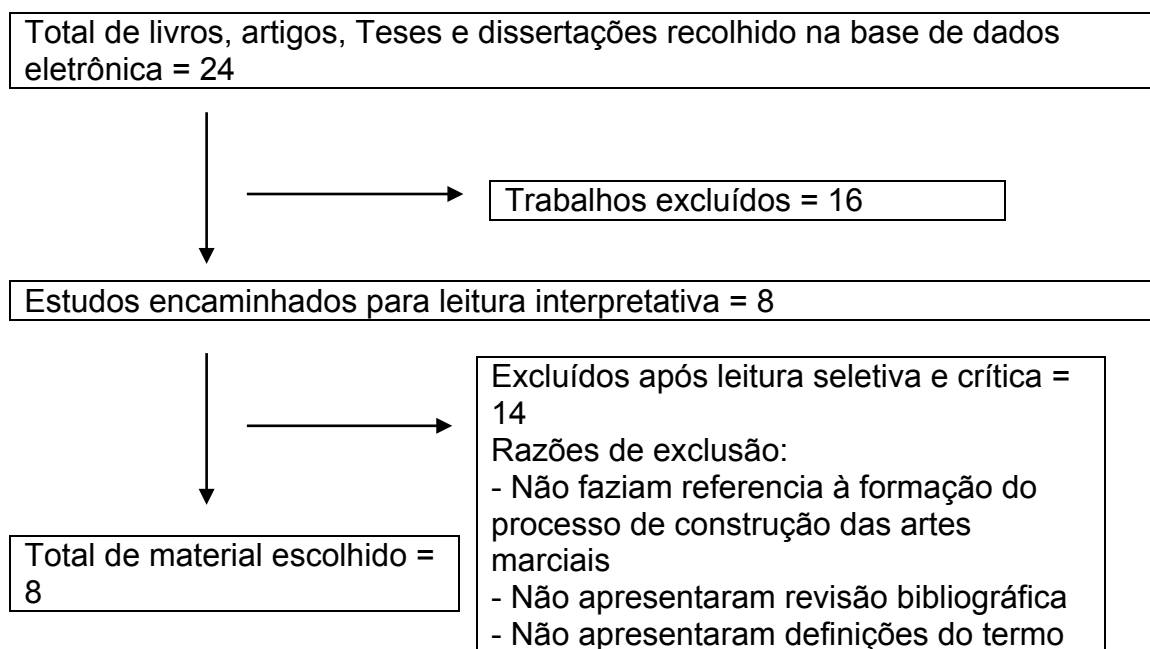 Total de livros, artigos, Teses e dissertações recolhido na base de dados
eletrônica = 24
Trabalhos excluídos = 16
Estudos encaminhados para leitura interpretativa = 8
Excluídos após leitura seletiva e crítica =
14
Razões de exclusão:
- Não faziam referencia à formação do
processo de construção das artes
marciais
- Não apresentaram revisão bibliográfica
- Não apresentaram definições do termo
Total de material escolhido =
8